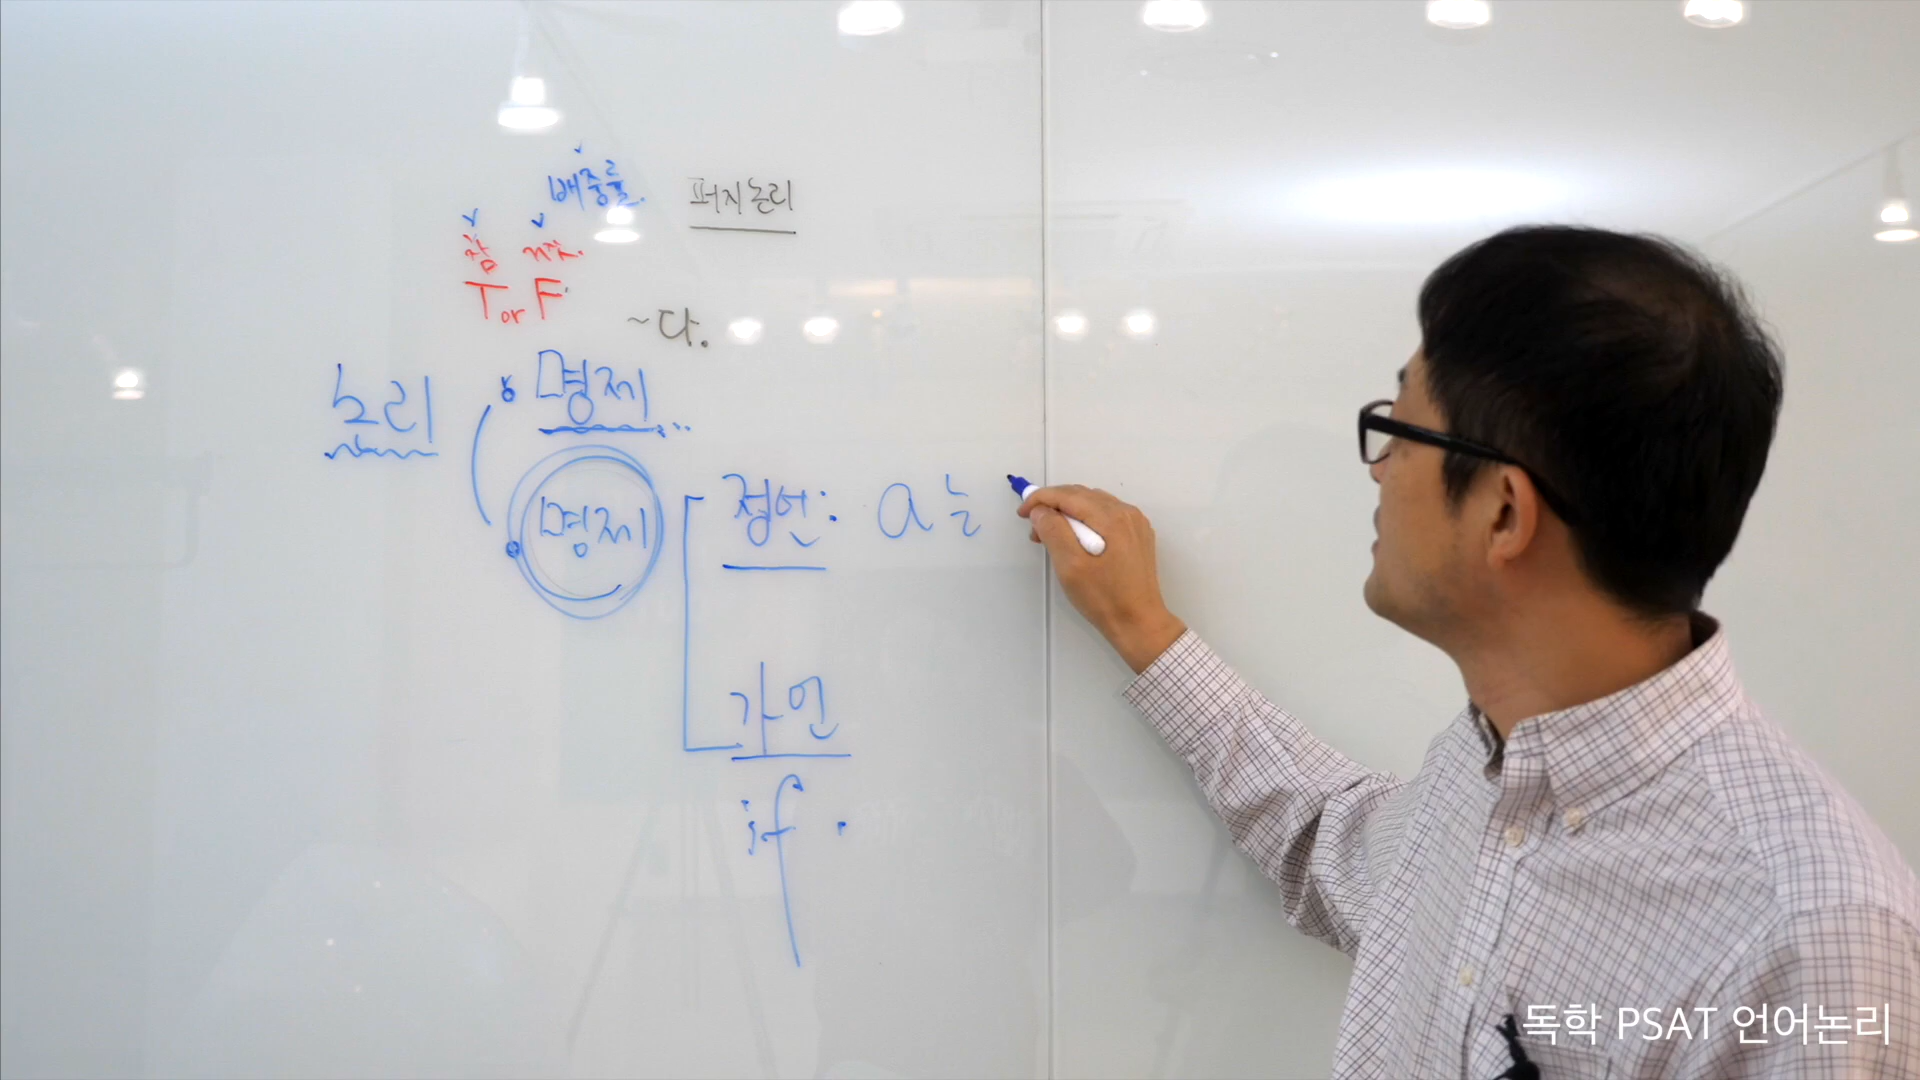 배중률.
퍼지논리
참 거짓.
T or F.
~다.
논리
명제
명제
정언: a는
가언
if
독학 PSAT 언어논리